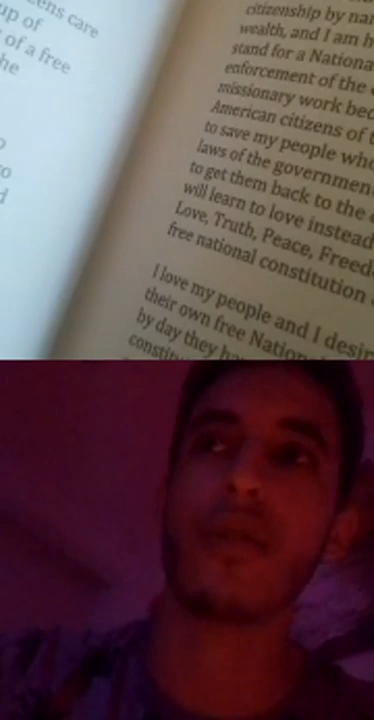 zens care
up of
of a free
he
citizenship by
wealth, and I am
stand for a Nationa
enforcement of the
missionary work bec
American citizens of
to save my people who
laws of the governmen
to get them back to the
will learn to love instead
Love, Truth, Peace, Freed
free national constitution
I love my people and I desir
their own free Nation
by day they ha
constitu